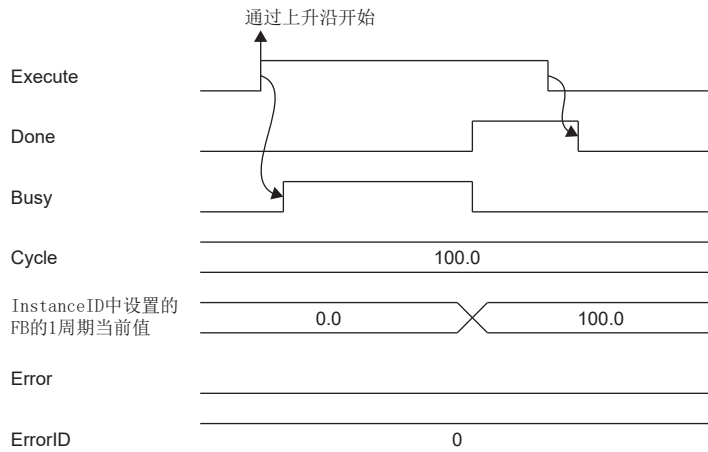 通过上升沿开始
Execute
Done
Busy
Cycle
100.0
InstanceID中设置的
FB的1周期当前值
0.0
100.0
Error
ErrorID
0